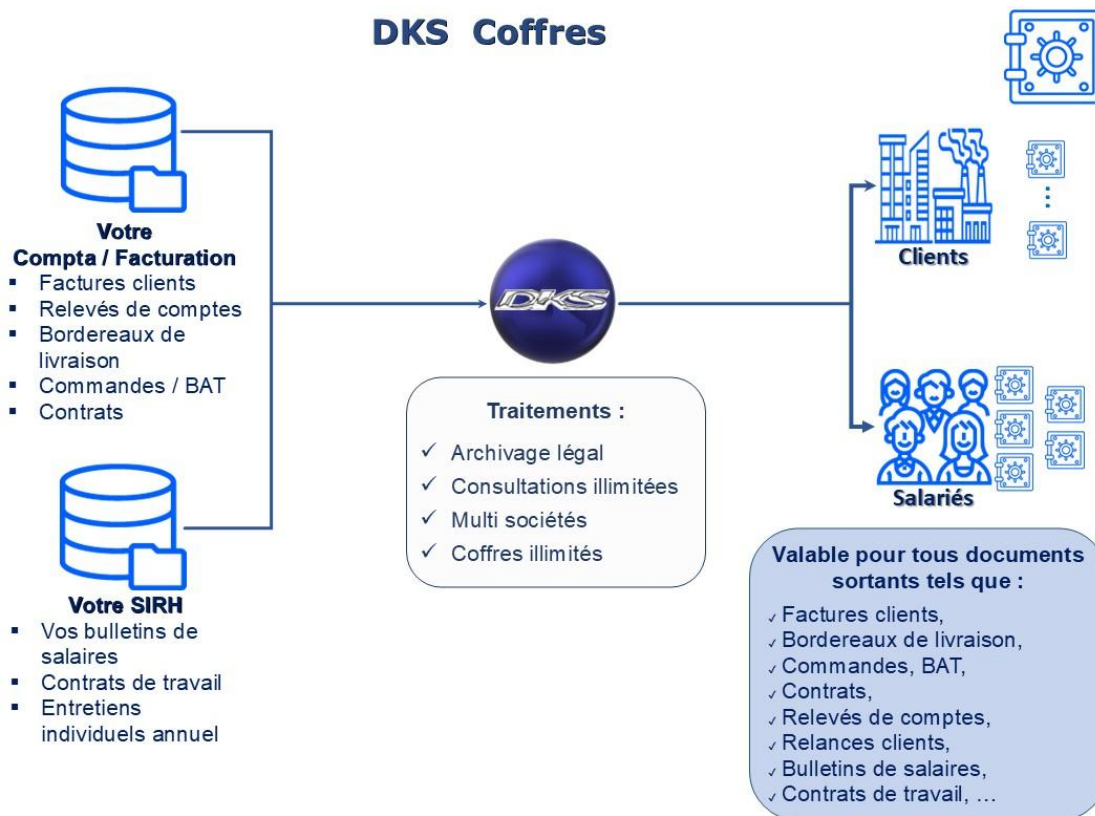 DKS Coffres
Votre
Compta / Facturation
▪ Factures clients
▪ Relevés de comptes
▪ Bordereaux de
livraison
▪ Commandes / BAT
▪ Contrats
Votre SIRH
▪ Vos bulletins de
salaires
▪ Contrats de travail
▪ Entretiens
individuels annuel
DKS
Traitements :
✓ Archivage légal
✓ Consultations illimitées
✓ Multi sociétés
✓ Coffres illimités
Clients
Salariés
Valable pour tous documents
sortants tels que :
✓ Factures clients,
✓ Bordereaux de livraison,
✓ Commandes, BAT,
✓ Contrats,
✓ Relevés de comptes,
✓ Relances clients,
✓ Bulletins de salaires,
✓ Contrats de travail, …